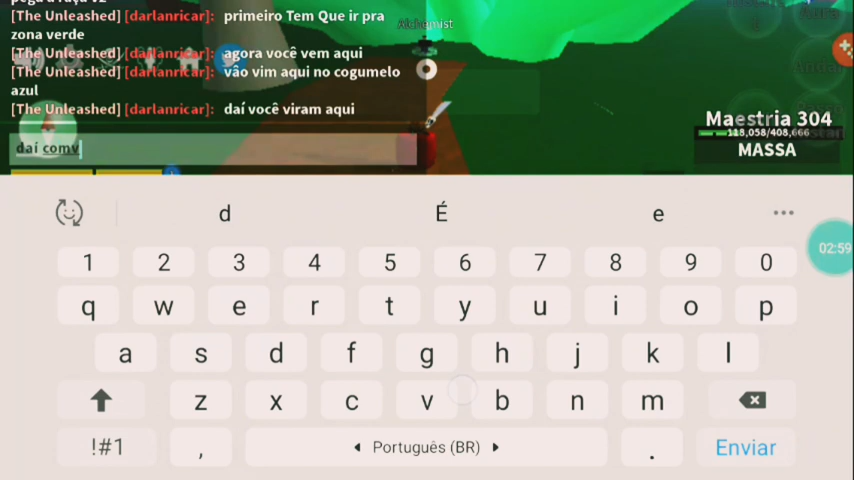 [The Unleashed] [darlanricar]: primeiro Tem Que ir pra
zona verde
[The Unleashed] [darlanricar]: agora você vem aqui
[The Unleashed] [darlanricar]: vão vim aqui no cogumelo
azul
[The Unleashed] [darlanricar]: daí você viram aqui
daí comv
Alchemist
Maestria 304
118,058/408,666
MASSA
d É e
02:59
1 2 3 4 5 6 7 8 9 0
q w e r t y u i o p
a s d f g h j k l
z x c v b n m
!#1 , Português (BR) . Enviar